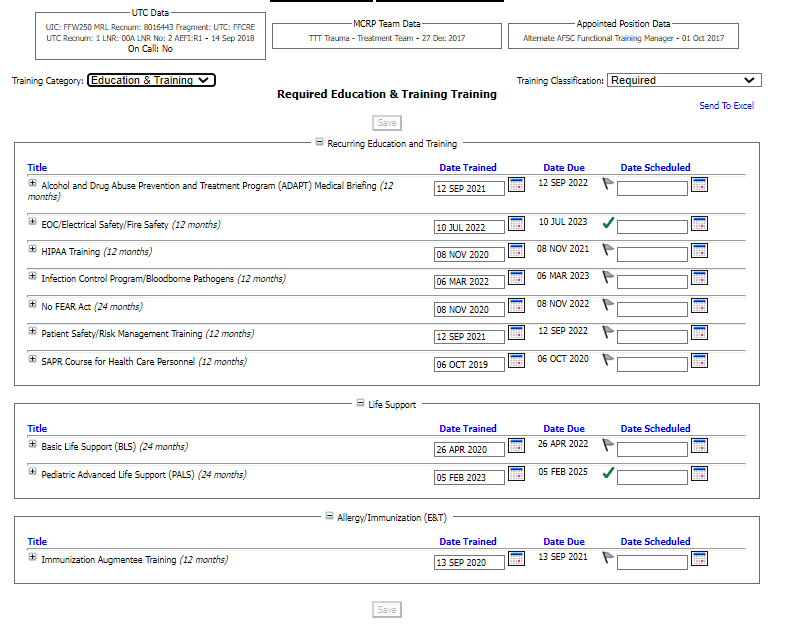 UTC Data
UIC: FFW250 MRL Recnum: 8016443 Fragment: UTC: FFCRE
UTC Recnum: 1 LNR: 00A LNR No: 2 AEFI:R1 - 14 Sep 2018
On Call: No
MCRP Team Data
TTT Trauma - Treatment Team - 27 Dec 2017
Appointed Position Data
Alternate AFSC Functional Training Manager - 01 Oct 2017
Training Category: Education & Training
Training Classification: Required
Required Education & Training Training
Send To Excel
Save
Recurring Education and Training
Title Date Trained Date Due Date Scheduled
Alcohol and Drug Abuse Prevention and Treatment Program (ADAPT) Medical Briefing (12 months) 12 SEP 2021 12 SEP 2022
EOC/Electrical Safety/Fire Safety (12 months) 10 JUL 2022 10 JUL 2023
HIPAA Training (12 months) 08 NOV 2020 08 NOV 2021
Infection Control Program/Bloodborne Pathogens (12 months) 06 MAR 2022 06 MAR 2023
No FEAR Act (24 months) 08 NOV 2020 08 NOV 2022
Patient Safety/Risk Management Training (12 months) 12 SEP 2021 12 SEP 2022
SAPR Course for Health Care Personnel (12 months) 06 OCT 2019 06 OCT 2020
Life Support
Title Date Trained Date Due Date Scheduled
Basic Life Support (BLS) (24 months) 26 APR 2020 26 APR 2022
Pediatric Advanced Life Support (PALS) (24 months) 05 FEB 2023 05 FEB 2025
Allergy/Immunization (E&T)
Title Date Trained Date Due Date Scheduled
Immunization Augmentee Training (12 months) 13 SEP 2020 13 SEP 2021
Save